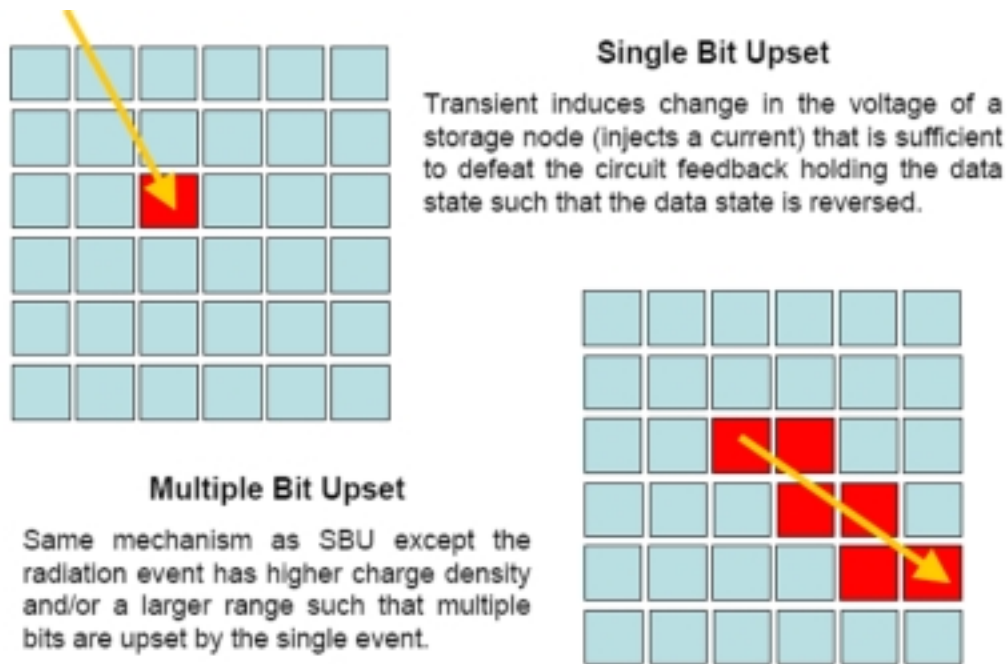 Single Bit Upset
Transient induces change in the voltage of a
storage node (injects a current) that is sufficient
to defeat the circuit feedback holding the data
state such that the data state is reversed.
Multiple Bit Upset
Same mechanism as SBU except the
radiation event has higher charge density
and/or a larger range such that multiple
bits are upset by the single event.